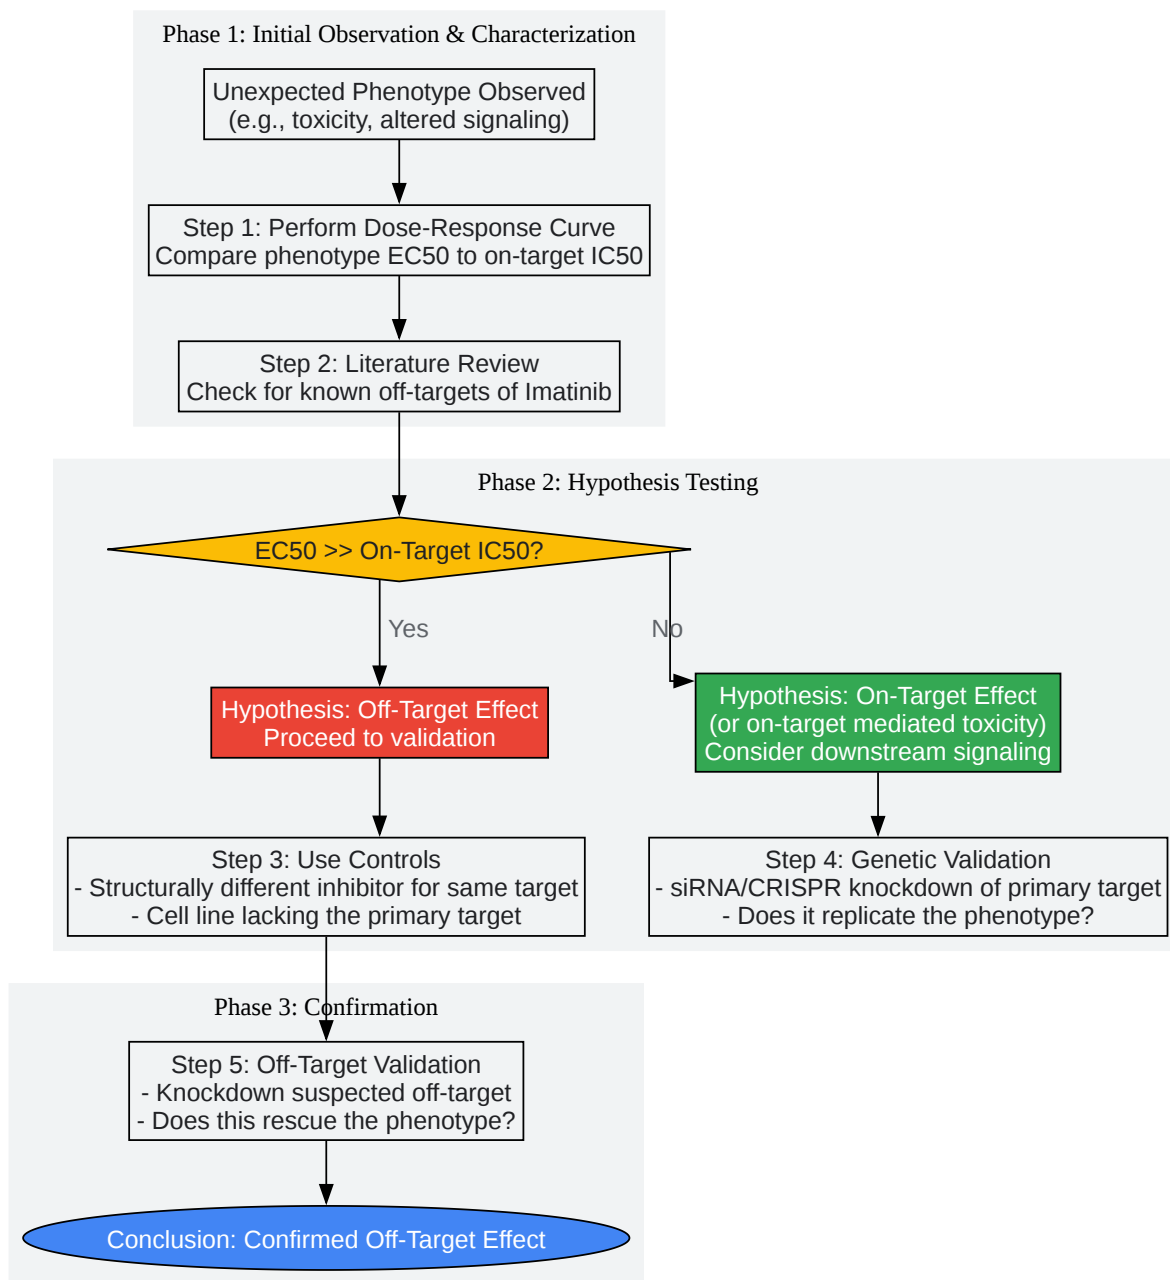 Phase 1: Initial Observation & Characterization
Unexpected Phenotype Observed
(e.g., toxicity, altered signaling)
Step 1: Perform Dose-Response Curve
Compare phenotype EC50 to on-target IC50
Step 2: Literature Review
Check for known off-targets of Imatinib
Phase 2: Hypothesis Testing
EC50 >> On-Target IC50?
Yes
No
Hypothesis: Off-Target Effect
Proceed to validation
Hypothesis: On-Target Effect
(or on-target mediated toxicity)
Consider downstream signaling
Step 3: Use Controls
- Structurally different inhibitor for same target
- Cell line lacking the primary target
Step 4: Genetic Validation
- siRNA/CRISPR knockdown of primary target
- Does it replicate the phenotype?
Phase 3: Confirmation
Step 5: Off-Target Validation
- Knockdown suspected off-target
- Does this rescue the phenotype?
Conclusion: Confirmed Off-Target Effect